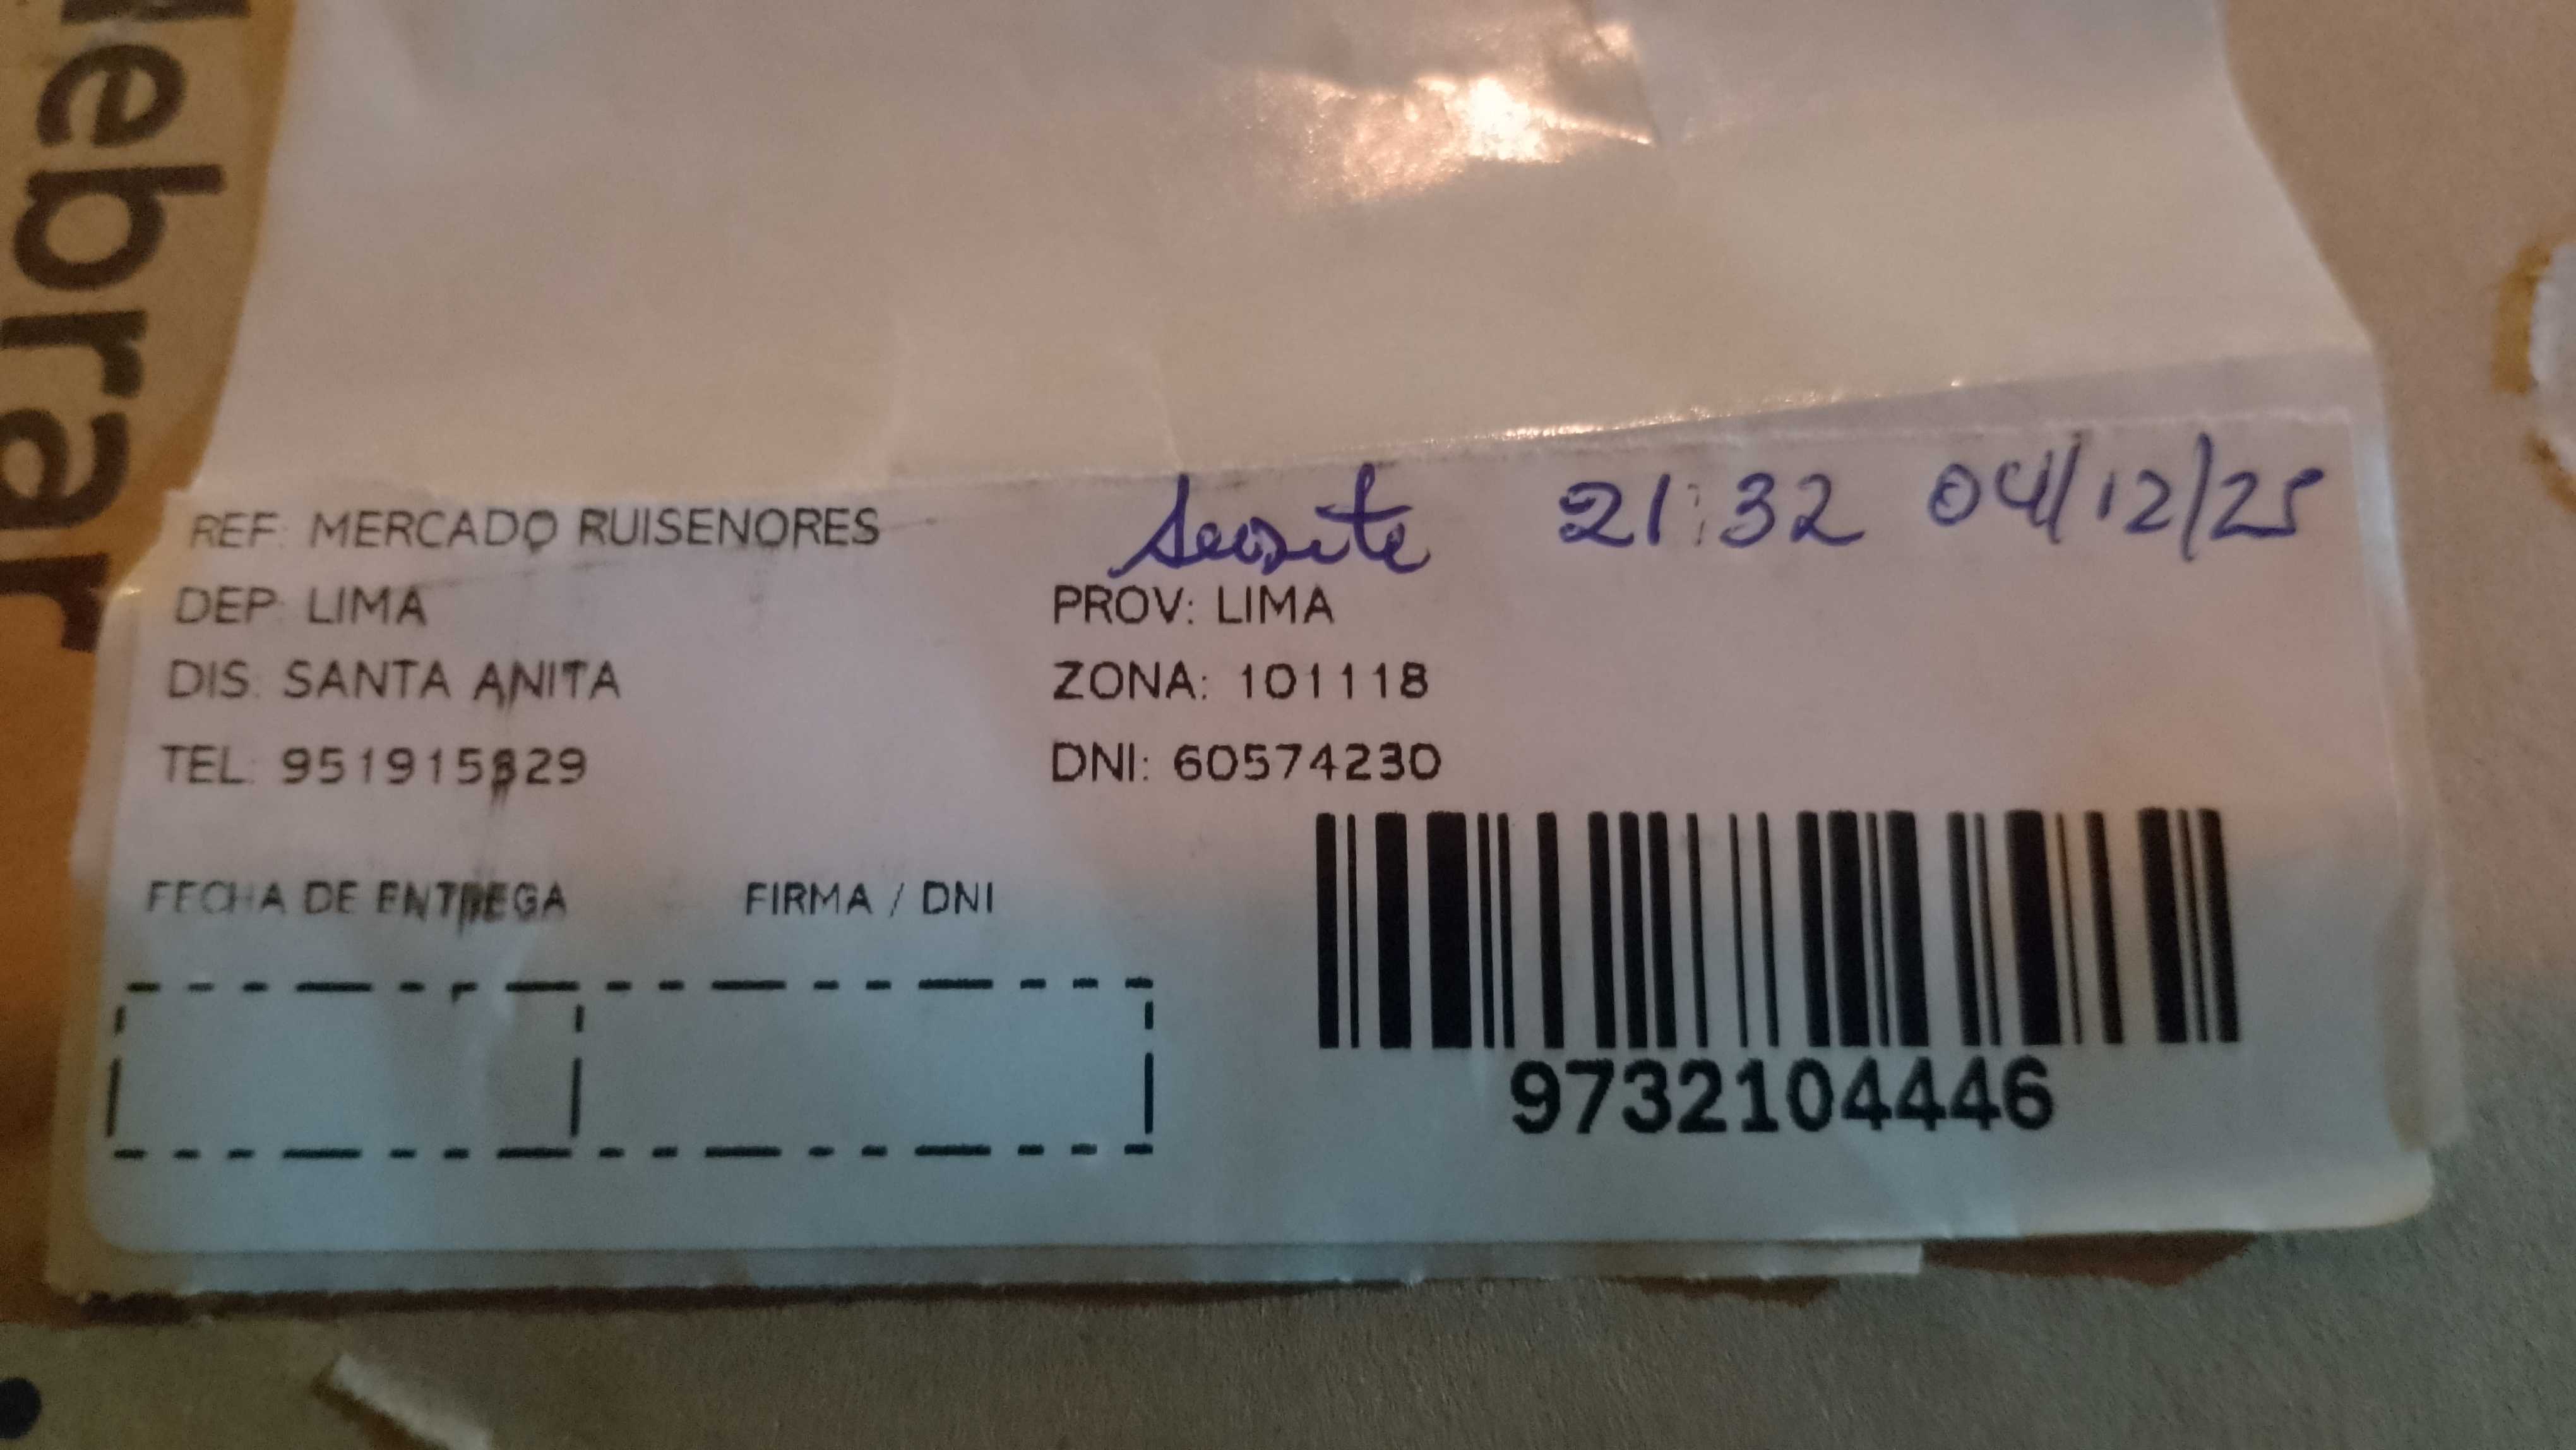 ebrar
REF: MERCADO RUISENORES
21:32 04/12/25
DEP: LIMA PROV: LIMA
DIS: SANTA ANITA ZONA: 101118
TEL: 951915829 DNI: 60574230
FECHA DE ENTREGA FIRMA / DNI
9732104446